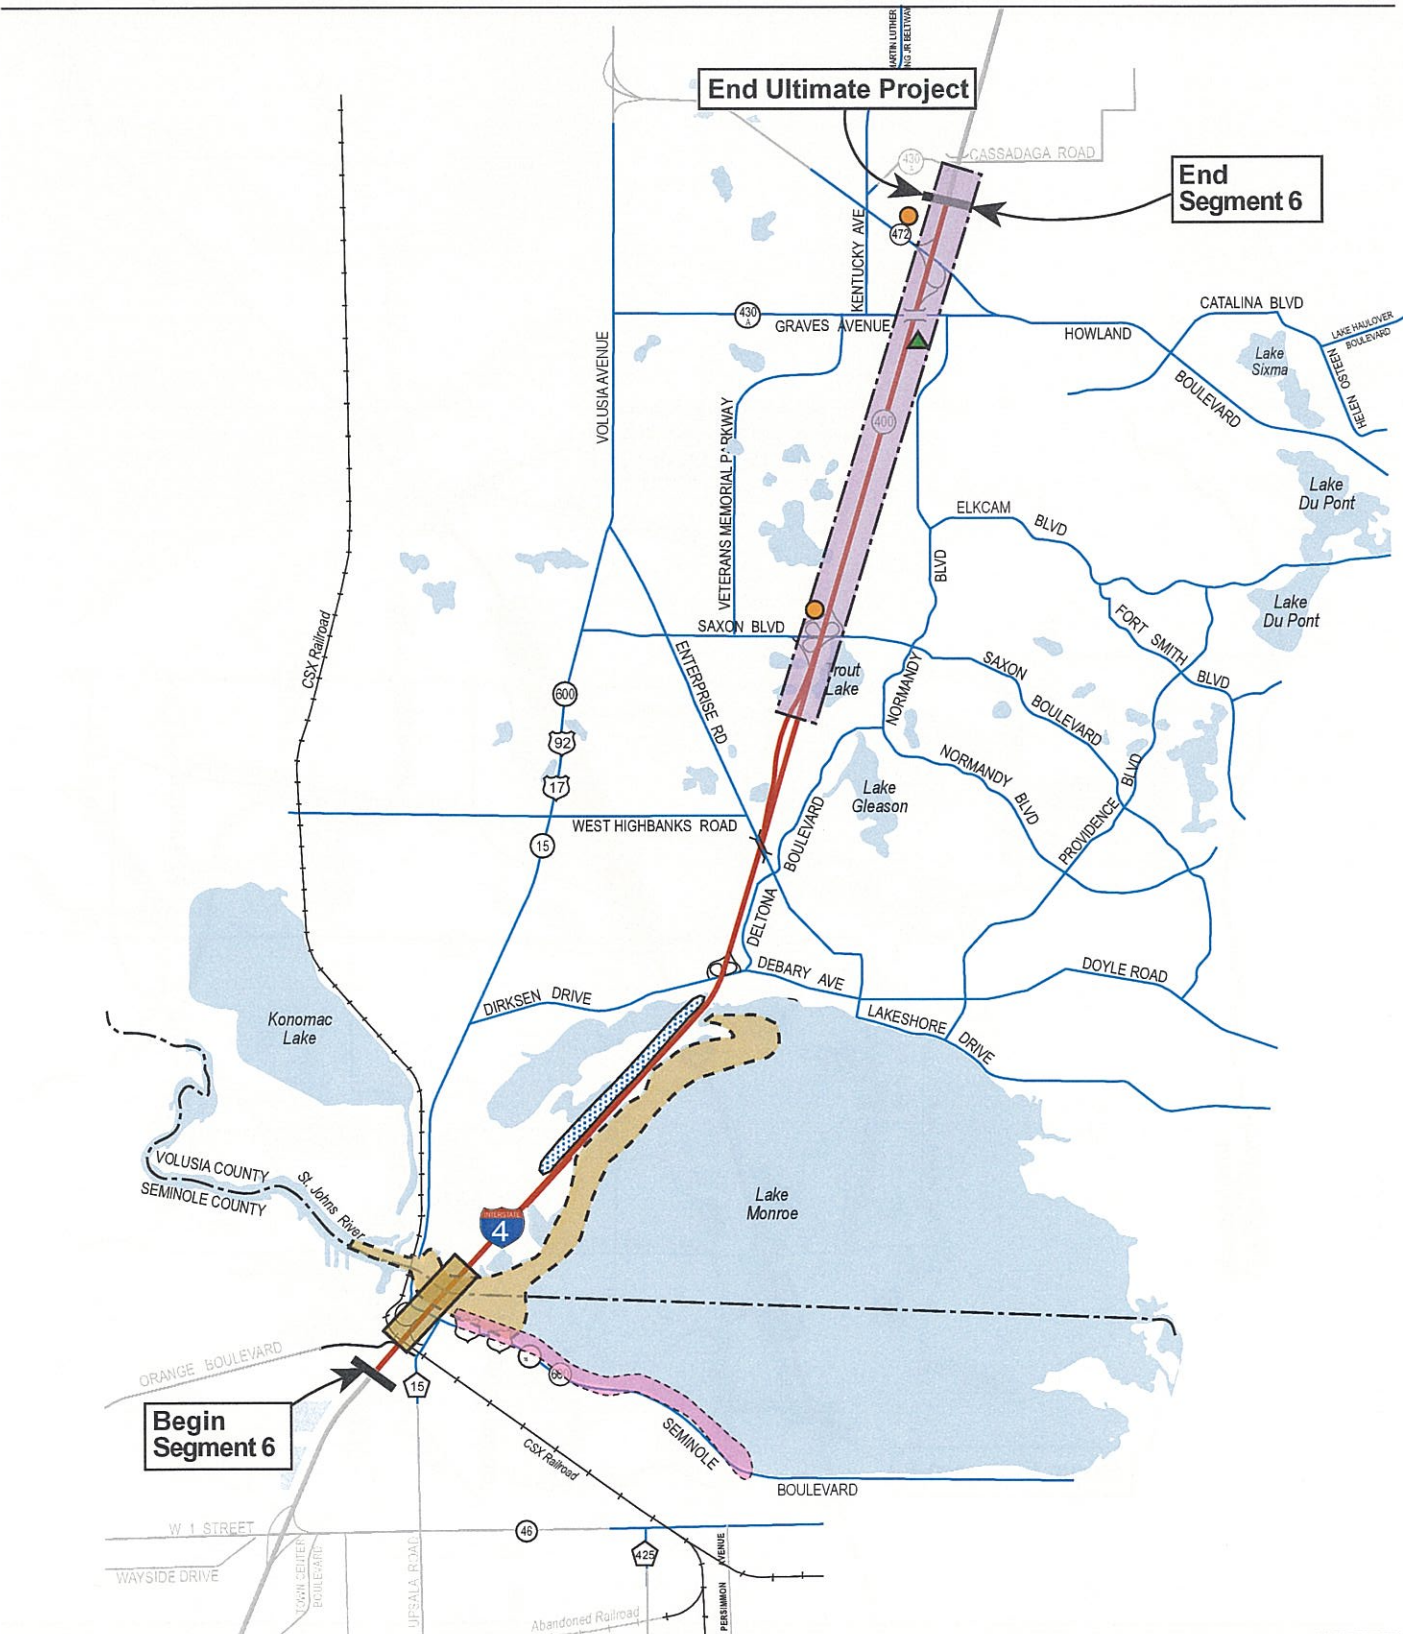 End Ultimate Project
430
CASSADAGA ROAD
End
Segment 6
472
KENTUCKY AVE
430
A
GRAVES AVENUE
CATALINA BLVD
HOWLAND
BOULEVARD
LAKE HAULOVER
BOULEVARD
HELEN OSTEEN
Lake
Sixma
VOLUSIA AVENUE
VETERANS MEMORIAL PARKWAY
400
Lake
Du Pont
ELKCAM
BLVD
BLVD
Lake
Du Pont
FORT SMITH
BLVD
CSX Railroad
SAXON BLVD
ENTERPRISE RD
Trout
Lake
NORMANDY
SAXON
BOULEVARD
600
92
17
15
NORMANDY
BLVD
Lake
Gleason
PROVIDENCE
BLVD
WEST HIGHBANKS ROAD
DELTONA
BOULEVARD
DEBARY AVE
DOYLE ROAD
DIRKSEN DRIVE
LAKESHORE
DRIVE
Konomac
Lake
VOLUSIA COUNTY
SEMINOLE COUNTY
St. Johns River
INTERSTATE
4
Lake
Monroe
ORANGE BOULEVARD
15
Begin
Segment 6
SEMINOLE
BOULEVARD
CSX Railroad
W 1 STREET
46
WAYSIDE DRIVE
TOWN CENTER
BOULEVARD
UPSALA ROAD
425
PERSIMMON AVENUE
Abandoned Railroad